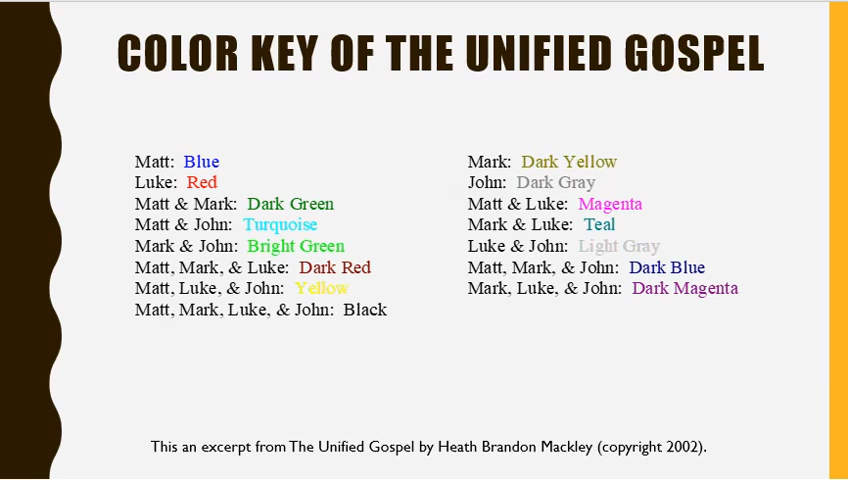 COLOR KEY OF THE UNIFIED GOSPEL
Matt: Blue
Luke: Red
Matt & Mark: Dark Green
Matt & John: Turquoise
Mark & John: Bright Green
Matt, Mark, & Luke: Dark Red
Matt, Luke, & John: Yellow
Matt, Mark, Luke, & John: Black
Mark: Dark Yellow
John: Dark Gray
Matt & Luke: Magenta
Mark & Luke: Teal
Luke & John: Light Gray
Matt, Mark, & John: Dark Blue
Mark, Luke, & John: Dark Magenta
This an excerpt from The Unified Gospel by Heath Brandon Mackley (copyright 2002).